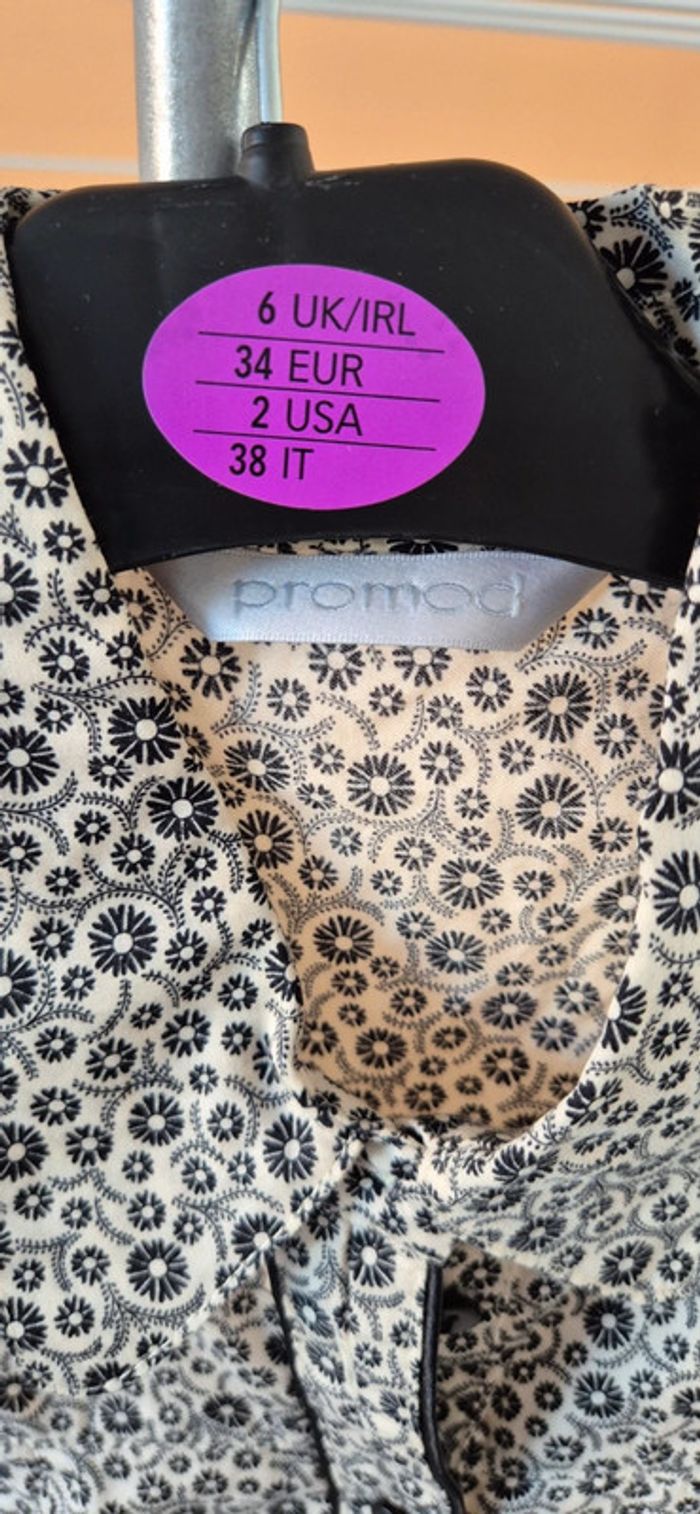 6 UK/IRL
34 EUR
2 USA
38 IT
promod